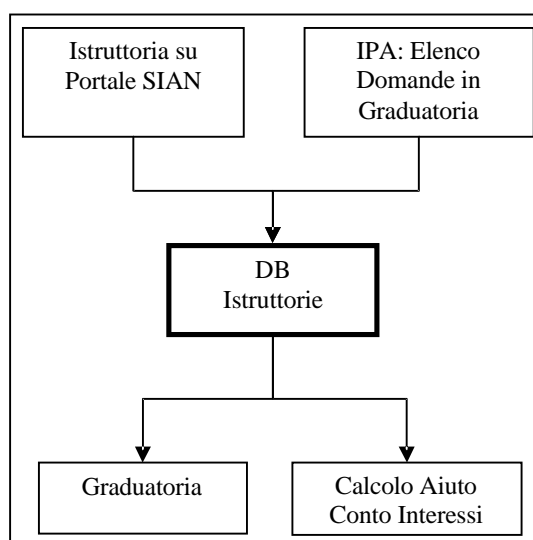 Istruttoria su
Portale SIAN
IPA: Elenco
Domande in
Graduatoria
DB
Istruttorie
Graduatoria
Calcolo Aiuto
Conto Interessi